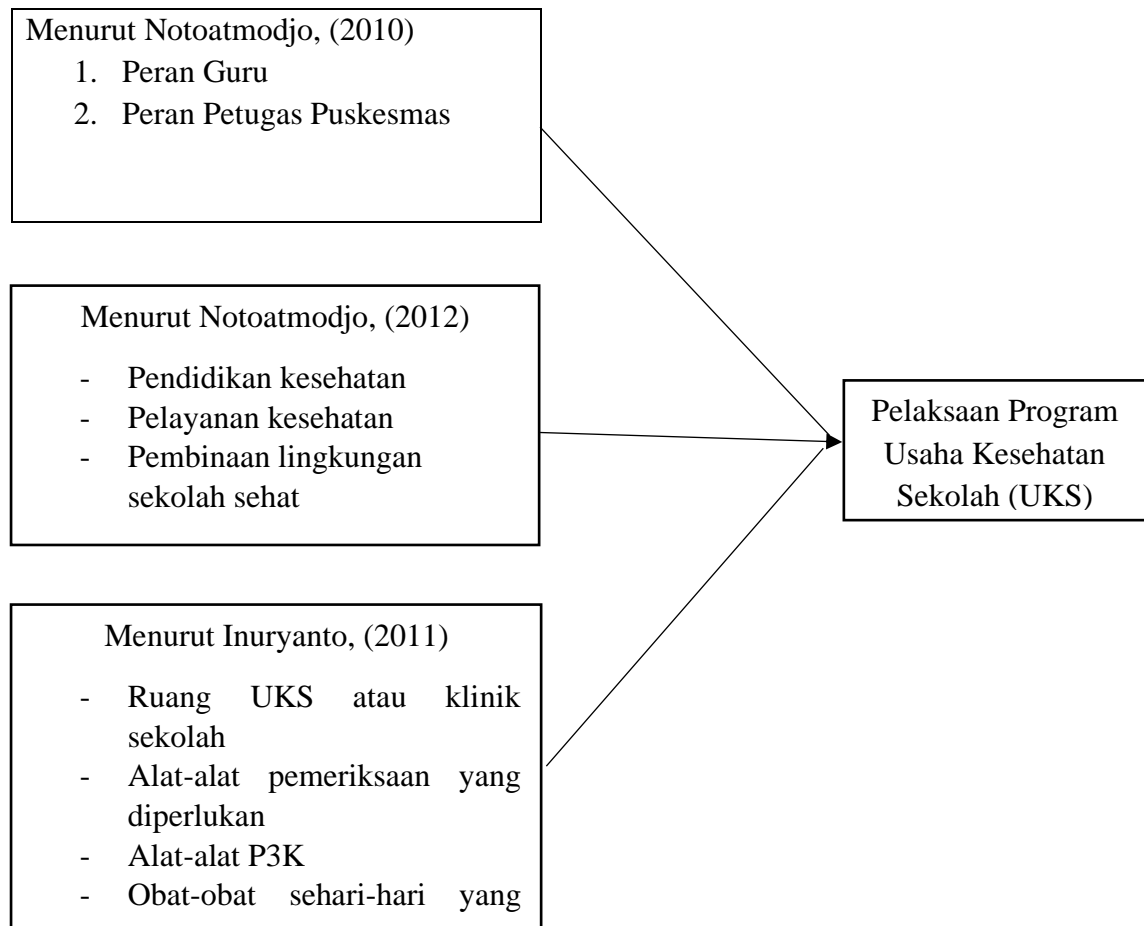 Menurut Notoatmodjo, (2010)
1. Peran Guru
2. Peran Petugas Puskesmas
Menurut Notoatmodjo, (2012)
- Pendidikan kesehatan
- Pelayanan kesehatan
- Pembinaan lingkungan
sekolah sehat
Pelaksaan Program
Usaha Kesehatan
Sekolah (UKS)
Menurut Inuryanto, (2011)
- Ruang UKS atau klinik
sekolah
- Alat-alat pemeriksaan yang
diperlukan
- Alat-alat P3K
- Obat-obat sehari-hari yang